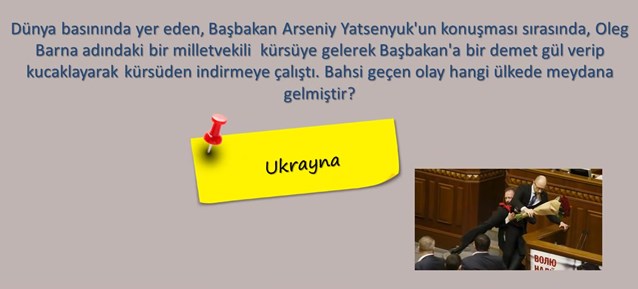 Dünya basınında yer eden, Başbakan Arseniy Yatsenyuk'un konuşması sırasında, Oleg
Barna adındaki bir milletvekili kürsüye gelerek Başbakan'a bir demet gül verip
kucaklayarak kürsüden indirmeye çalıştı. Bahsi geçen olay hangi ülkede meydana
gelmiştir?
Ukrayna
ВОЛЮ